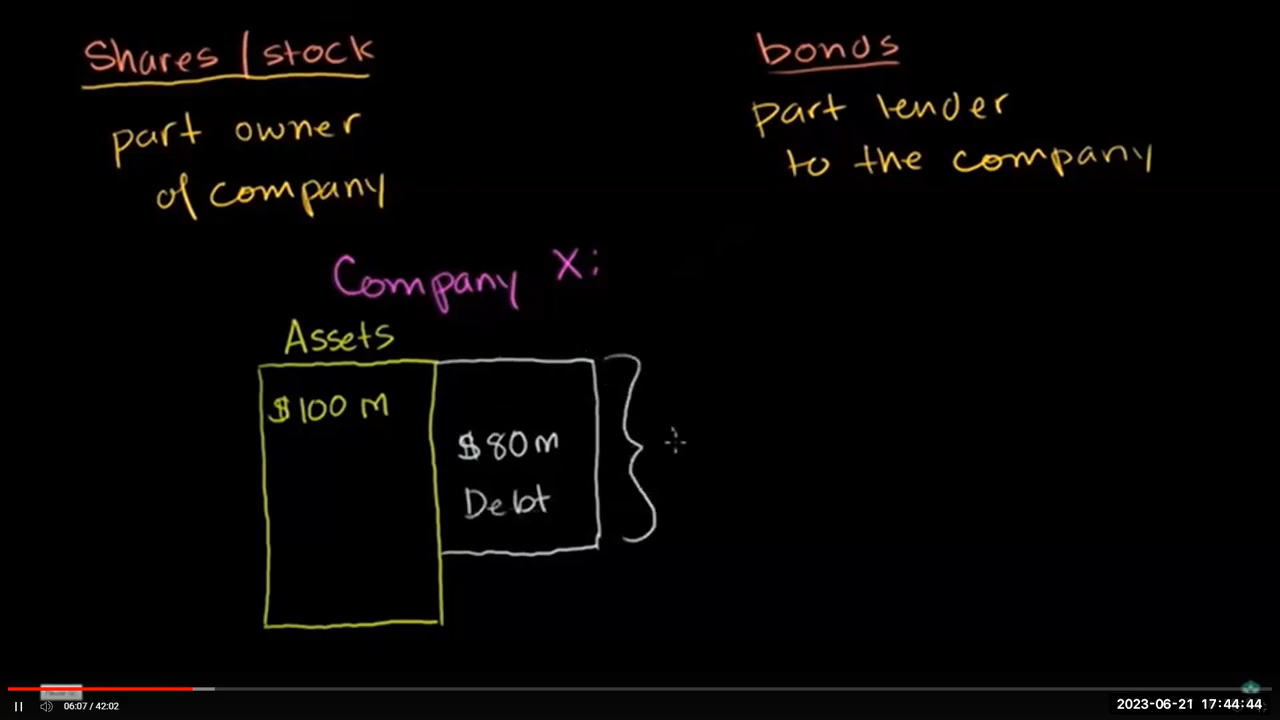 Shares / stock
part owner
of company
bonds
part lender
to the company
Company X:
Assets
$100 M
$80m
Debt
06:07 / 42:02
2023-06-21 17:44:44